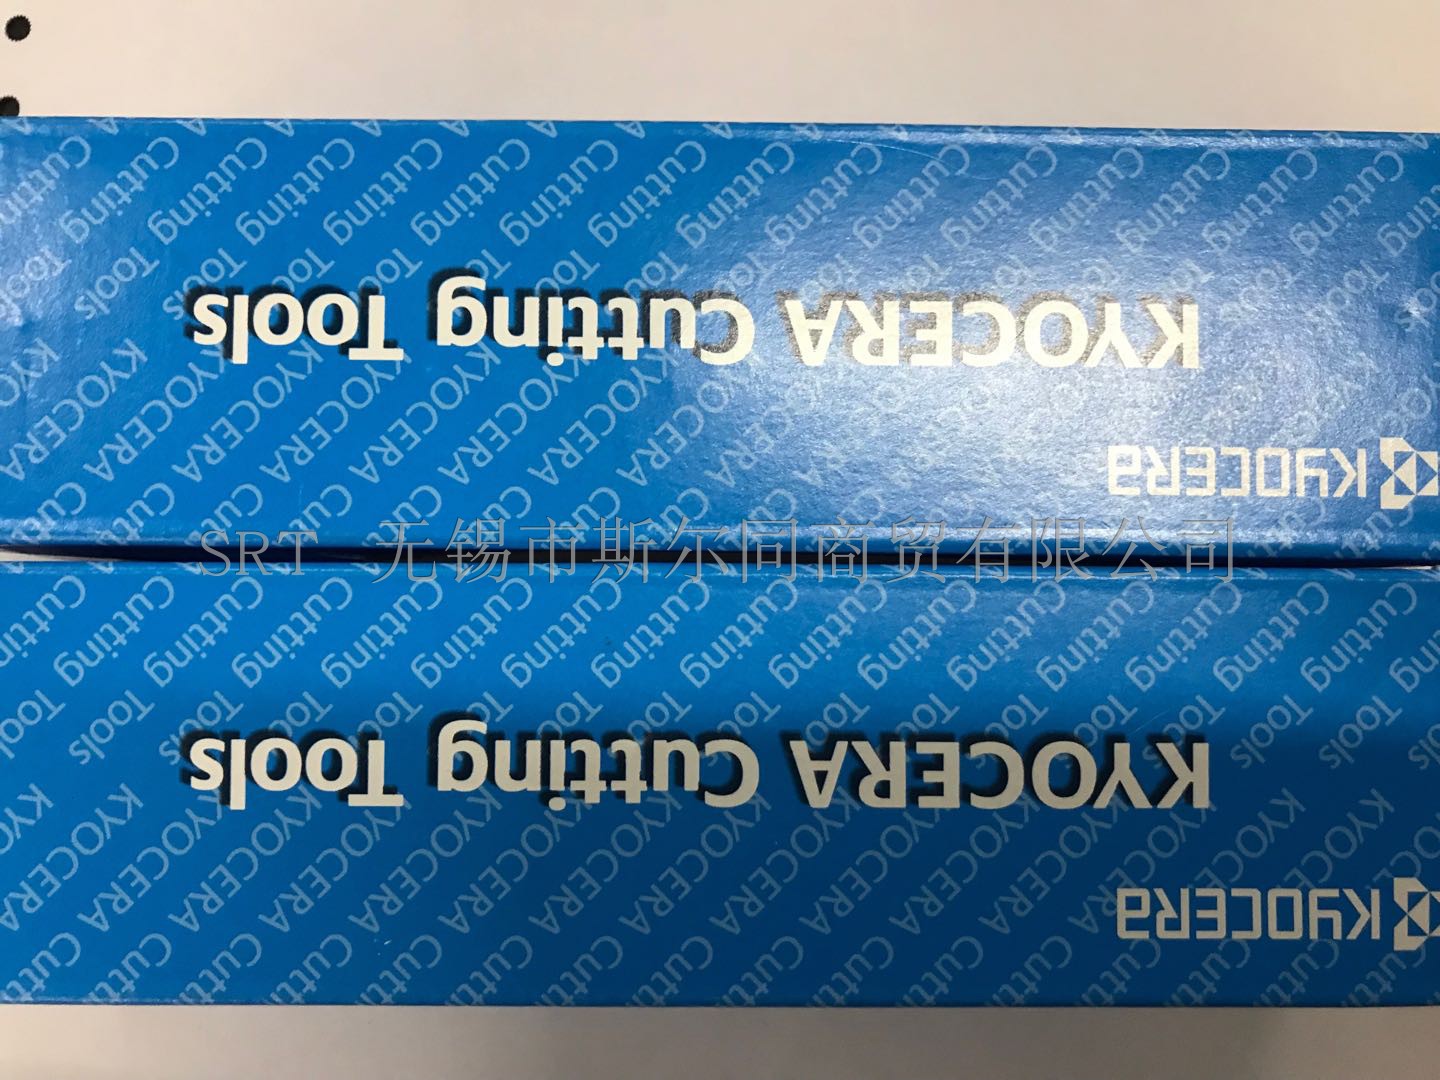 KYOCERA Cutting Tools
KYOCERA
SRT 无锡市斯尔同商贸有限公司
KYOCERA Cutting Tools
KYOCERA